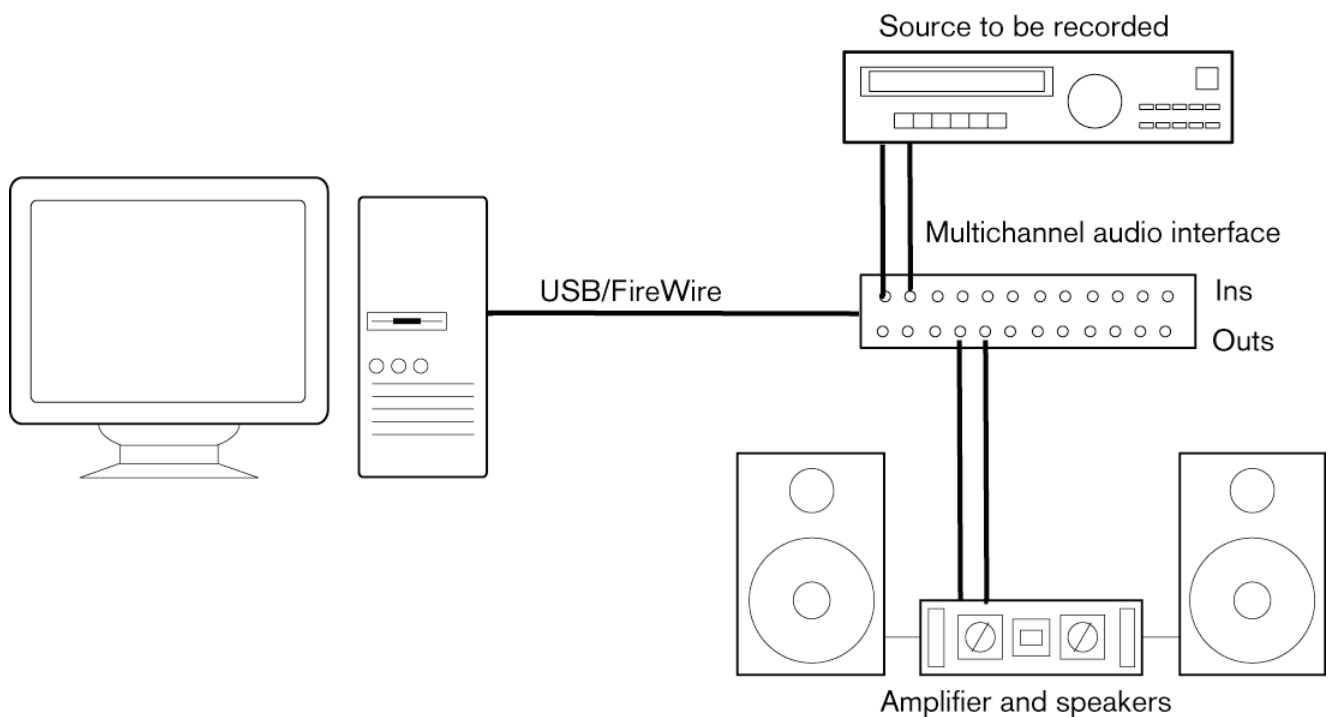 Source to be recorded
Multichannel audio interface
USB/FireWire
Ins
Outs
Amplifier and speakers